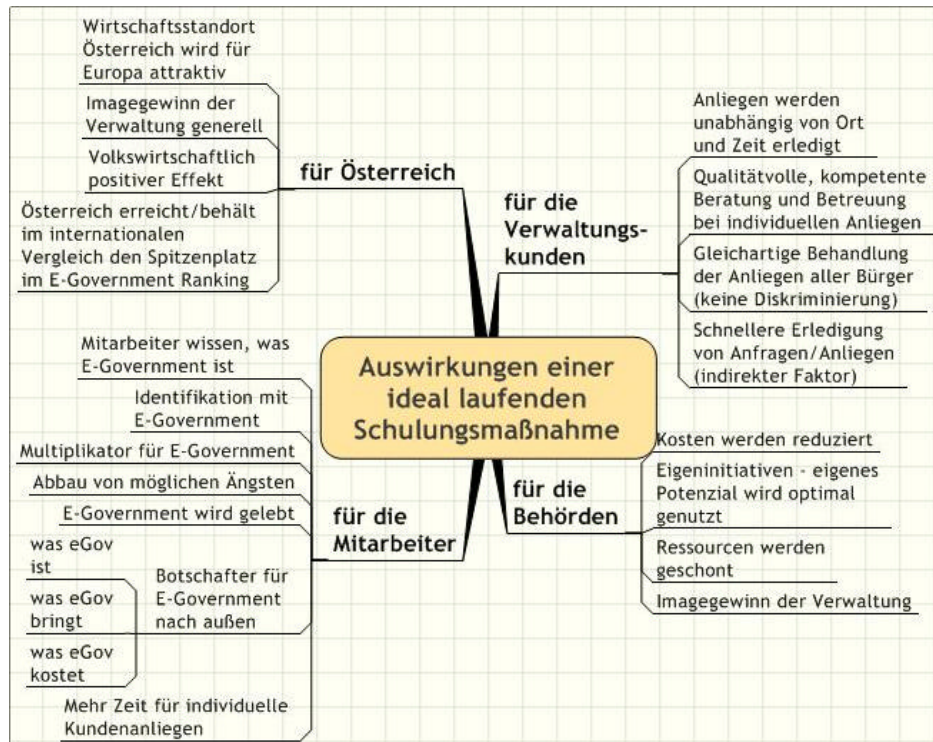 Wirtschaftsstandort
Österreich wird für
Europa attraktiv
Imagegewinn der
Verwaltung generell
Volkswirtschaftlich
positiver Effekt
Österreich erreicht/behält
im internationalen
Vergleich den Spitzenplatz
im E-Government Ranking
für Österreich
für die
Verwaltungs-
kunden
Anliegen werden
unabhängig von Ort
und Zeit erledigt
Qualitätvolle, kompetente
Beratung und Betreuung
bei individuellen Anliegen
Gleichartige Behandlung
der Anliegen aller Bürger
(keine Diskriminierung)
Schnellere Erledigung
von Anfragen/Anliegen
(indirekter Faktor)
Auswirkungen einer
ideal laufenden
Schulungsmaßnahme
Mitarbeiter wissen, was
E-Government ist
Identifikation mit
E-Government
Multiplikator für E-Government
Abbau von möglichen Ängsten
E-Government wird gelebt
was eGov
ist
was eGov
bringt
was eGov
kostet
Botschafter für
E-Government
nach außen
Mehr Zeit für individuelle
Kundenanliegen
für die
Mitarbeiter
für die
Behörden
Kosten werden reduziert
Eigeninitiativen - eigenes
Potenzial wird optimal
genutzt
Ressourcen werden
geschont
Imagegewinn der Verwaltung